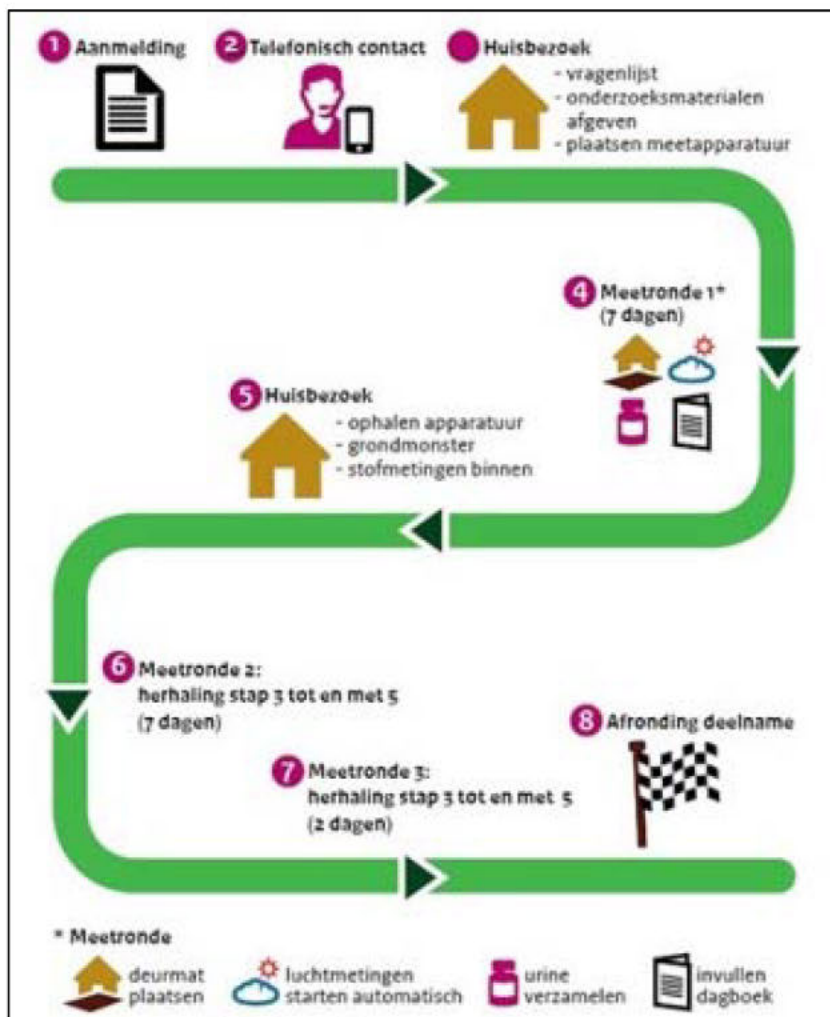 1 Aanmelding
2 Telefonisch contact
Huisbezoek
- vragenlijst
- onderzoeksmaterialen
afgeven
- plaatsen meetapparatuur
4 Meetronde 1*
(7 dagen)
5 Huisbezoek
- ophalen apparatuur
- grondmonster
- stofmetingen binnen
6 Meetronde 2:
herhaling stap 3 tot en met 5
(7 dagen)
7 Meetronde 3:
herhaling stap 3 tot en met 5
(2 dagen)
8 Afronding deelname
* Meetronde
deurmat
plaatsen
luchtmetingen
starten automatisch
urine
verzamelen
invullen
dagboek